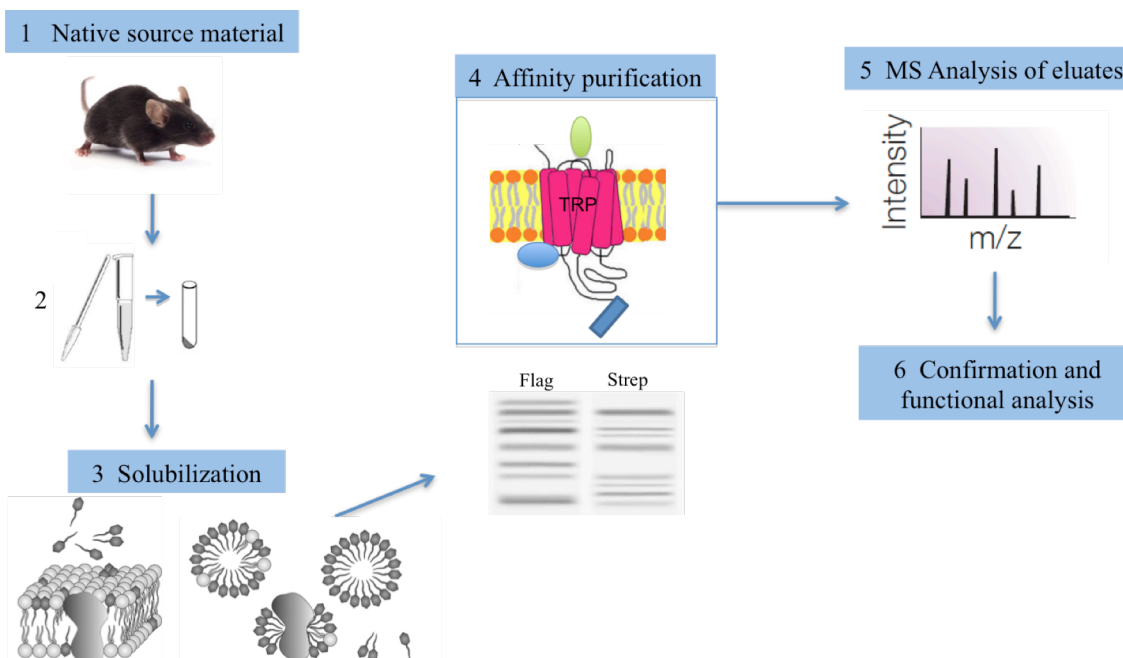 1 Native source material
2
3 Solubilization
4 Affinity purification
TRP
Flag Strep
5 MS Analysis of eluates
Intensity
m/z
6 Confirmation and
functional analysis